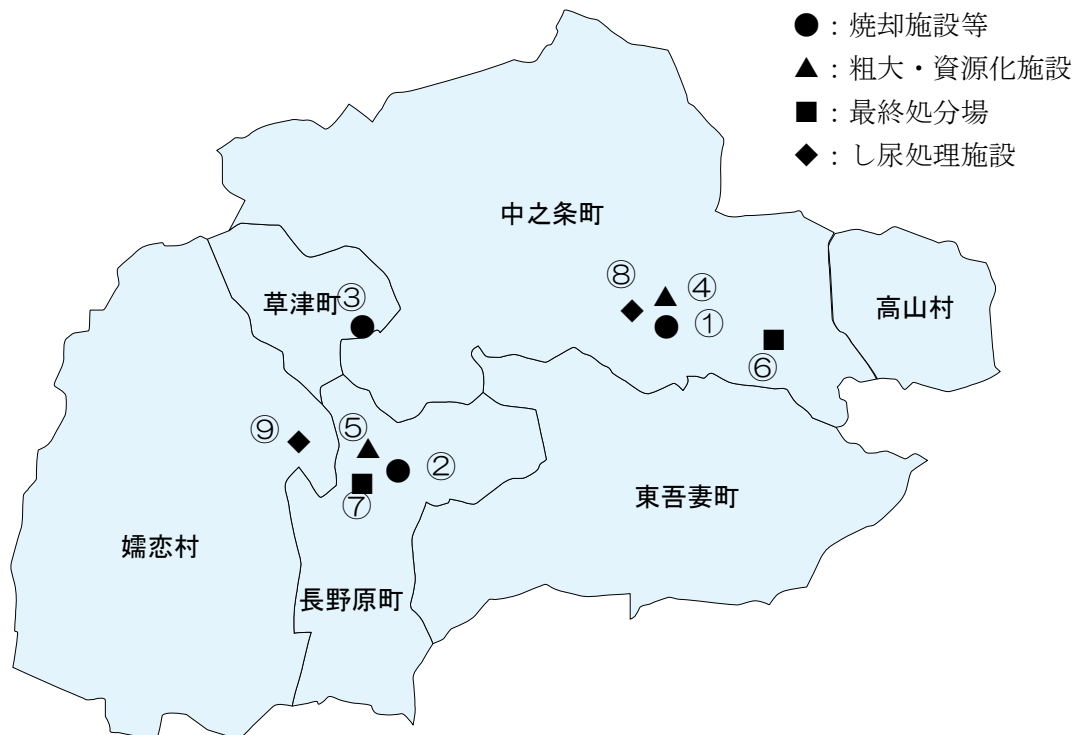 ●：焼却施設等
▲：粗大・資源化施設
■：最終処分場
◆：し尿処理施設
中之条町
草津町
③
⑧
④
①
高山村
⑥
⑨
⑤
②
⑦
東吾妻町
嬬恋村
長野原町